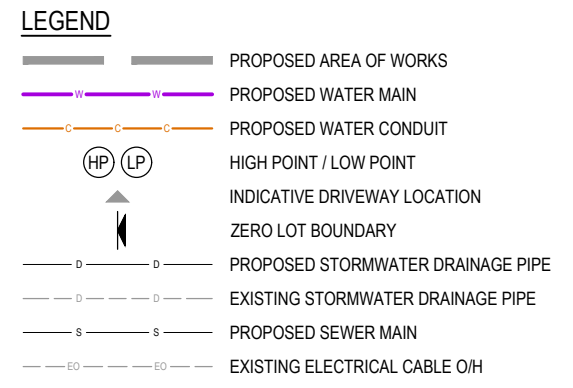 LEGEND
PROPOSED AREA OF WORKS
W W PROPOSED WATER MAIN
C C C PROPOSED WATER CONDUIT
HP LP HIGH POINT / LOW POINT
INDICATIVE DRIVEWAY LOCATION
ZERO LOT BOUNDARY
D D PROPOSED STORMWATER DRAINAGE PIPE
D D EXISTING STORMWATER DRAINAGE PIPE
S S PROPOSED SEWER MAIN
EO EO EXISTING ELECTRICAL CABLE O/H